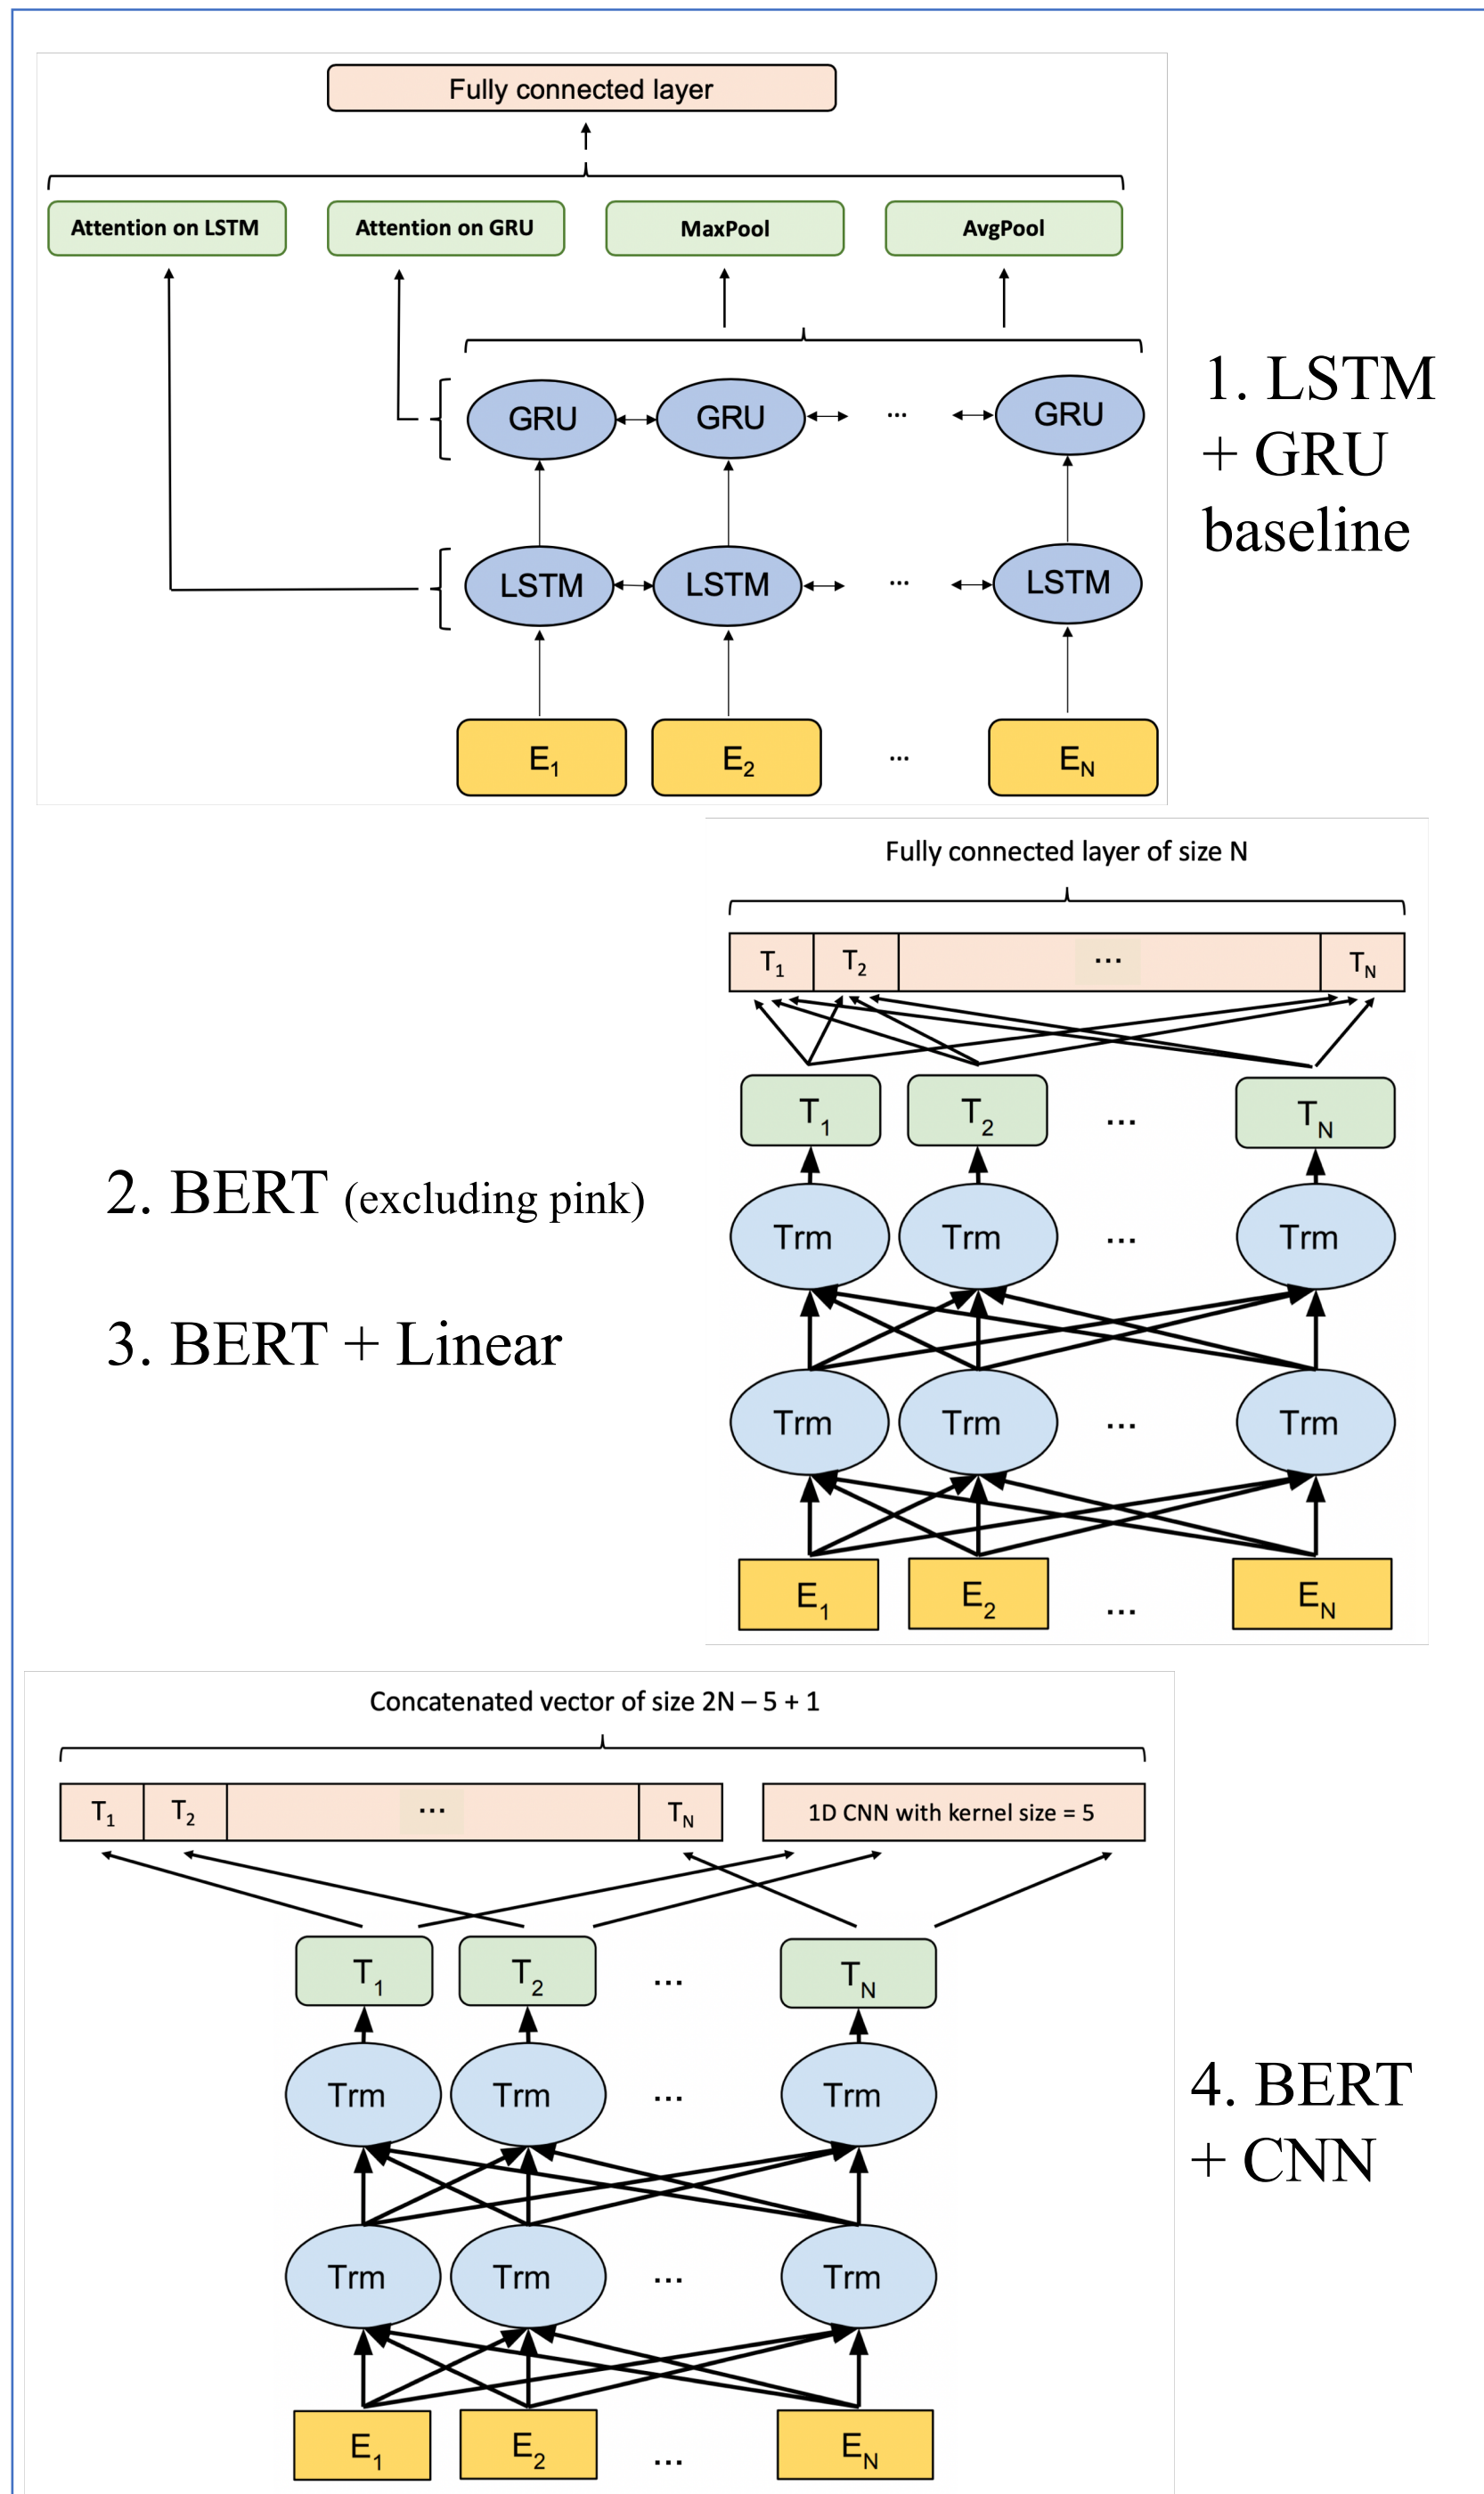 Fully connected layer
Attention on LSTM Attention on GRU MaxPool AvgPool
GRU GRU ... GRU
LSTM LSTM ... LSTM
E1 E2 ... EN
1. LSTM
+ GRU
baseline
Fully connected layer of size N
T1 T2 ... TN
T1 T2 ... TN
Trm Trm ... Trm
Trm Trm ... Trm
E1 E2 ... EN
2. BERT (excluding pink)
3. BERT + Linear
Concatenated vector of size 2N – 5 + 1
T1 T2 ... TN 1D CNN with kernel size = 5
T1 T2 ... TN
Trm Trm ... Trm
Trm Trm ... Trm
E1 E2 ... EN
4. BERT
+ CNN